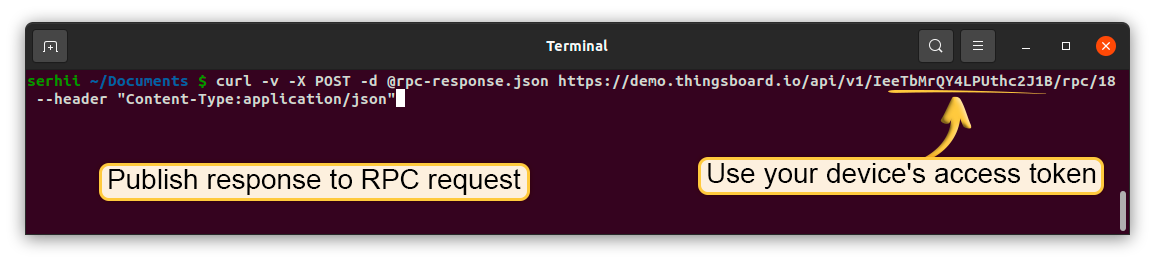 Terminal
serhii ~/Documents $ curl -v -X POST -d @rpc-response.json https://demo.thingsboard.io/api/v1/IeeTbMrQY4LPUthc2J1B/rpc/18
--header "Content-Type:application/json"
Publish response to RPC request
Use your device's access token